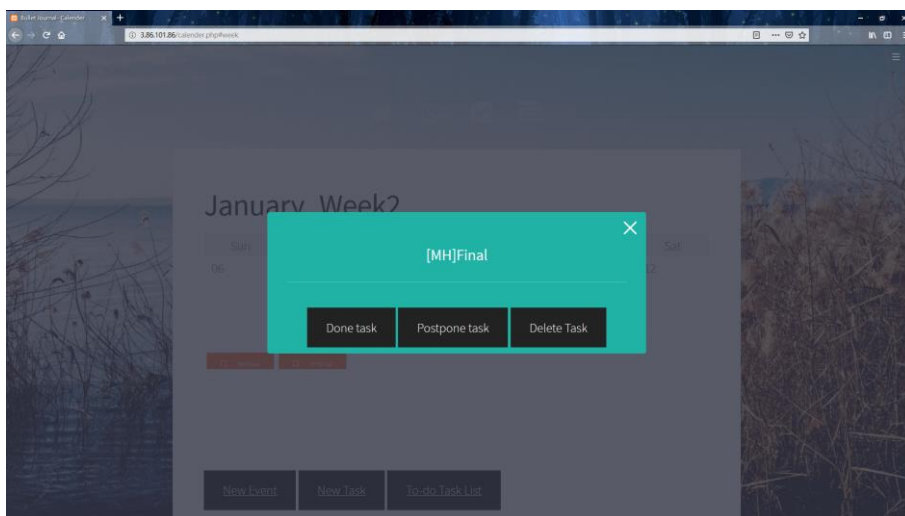 Bullet Journal-Calender
3.86.101.86/calender.php#week
January Week2
Sun
Sat
06
12
[MH]Final
Done task
Postpone task
Delete Task
New Event
New Task
To-do Task List